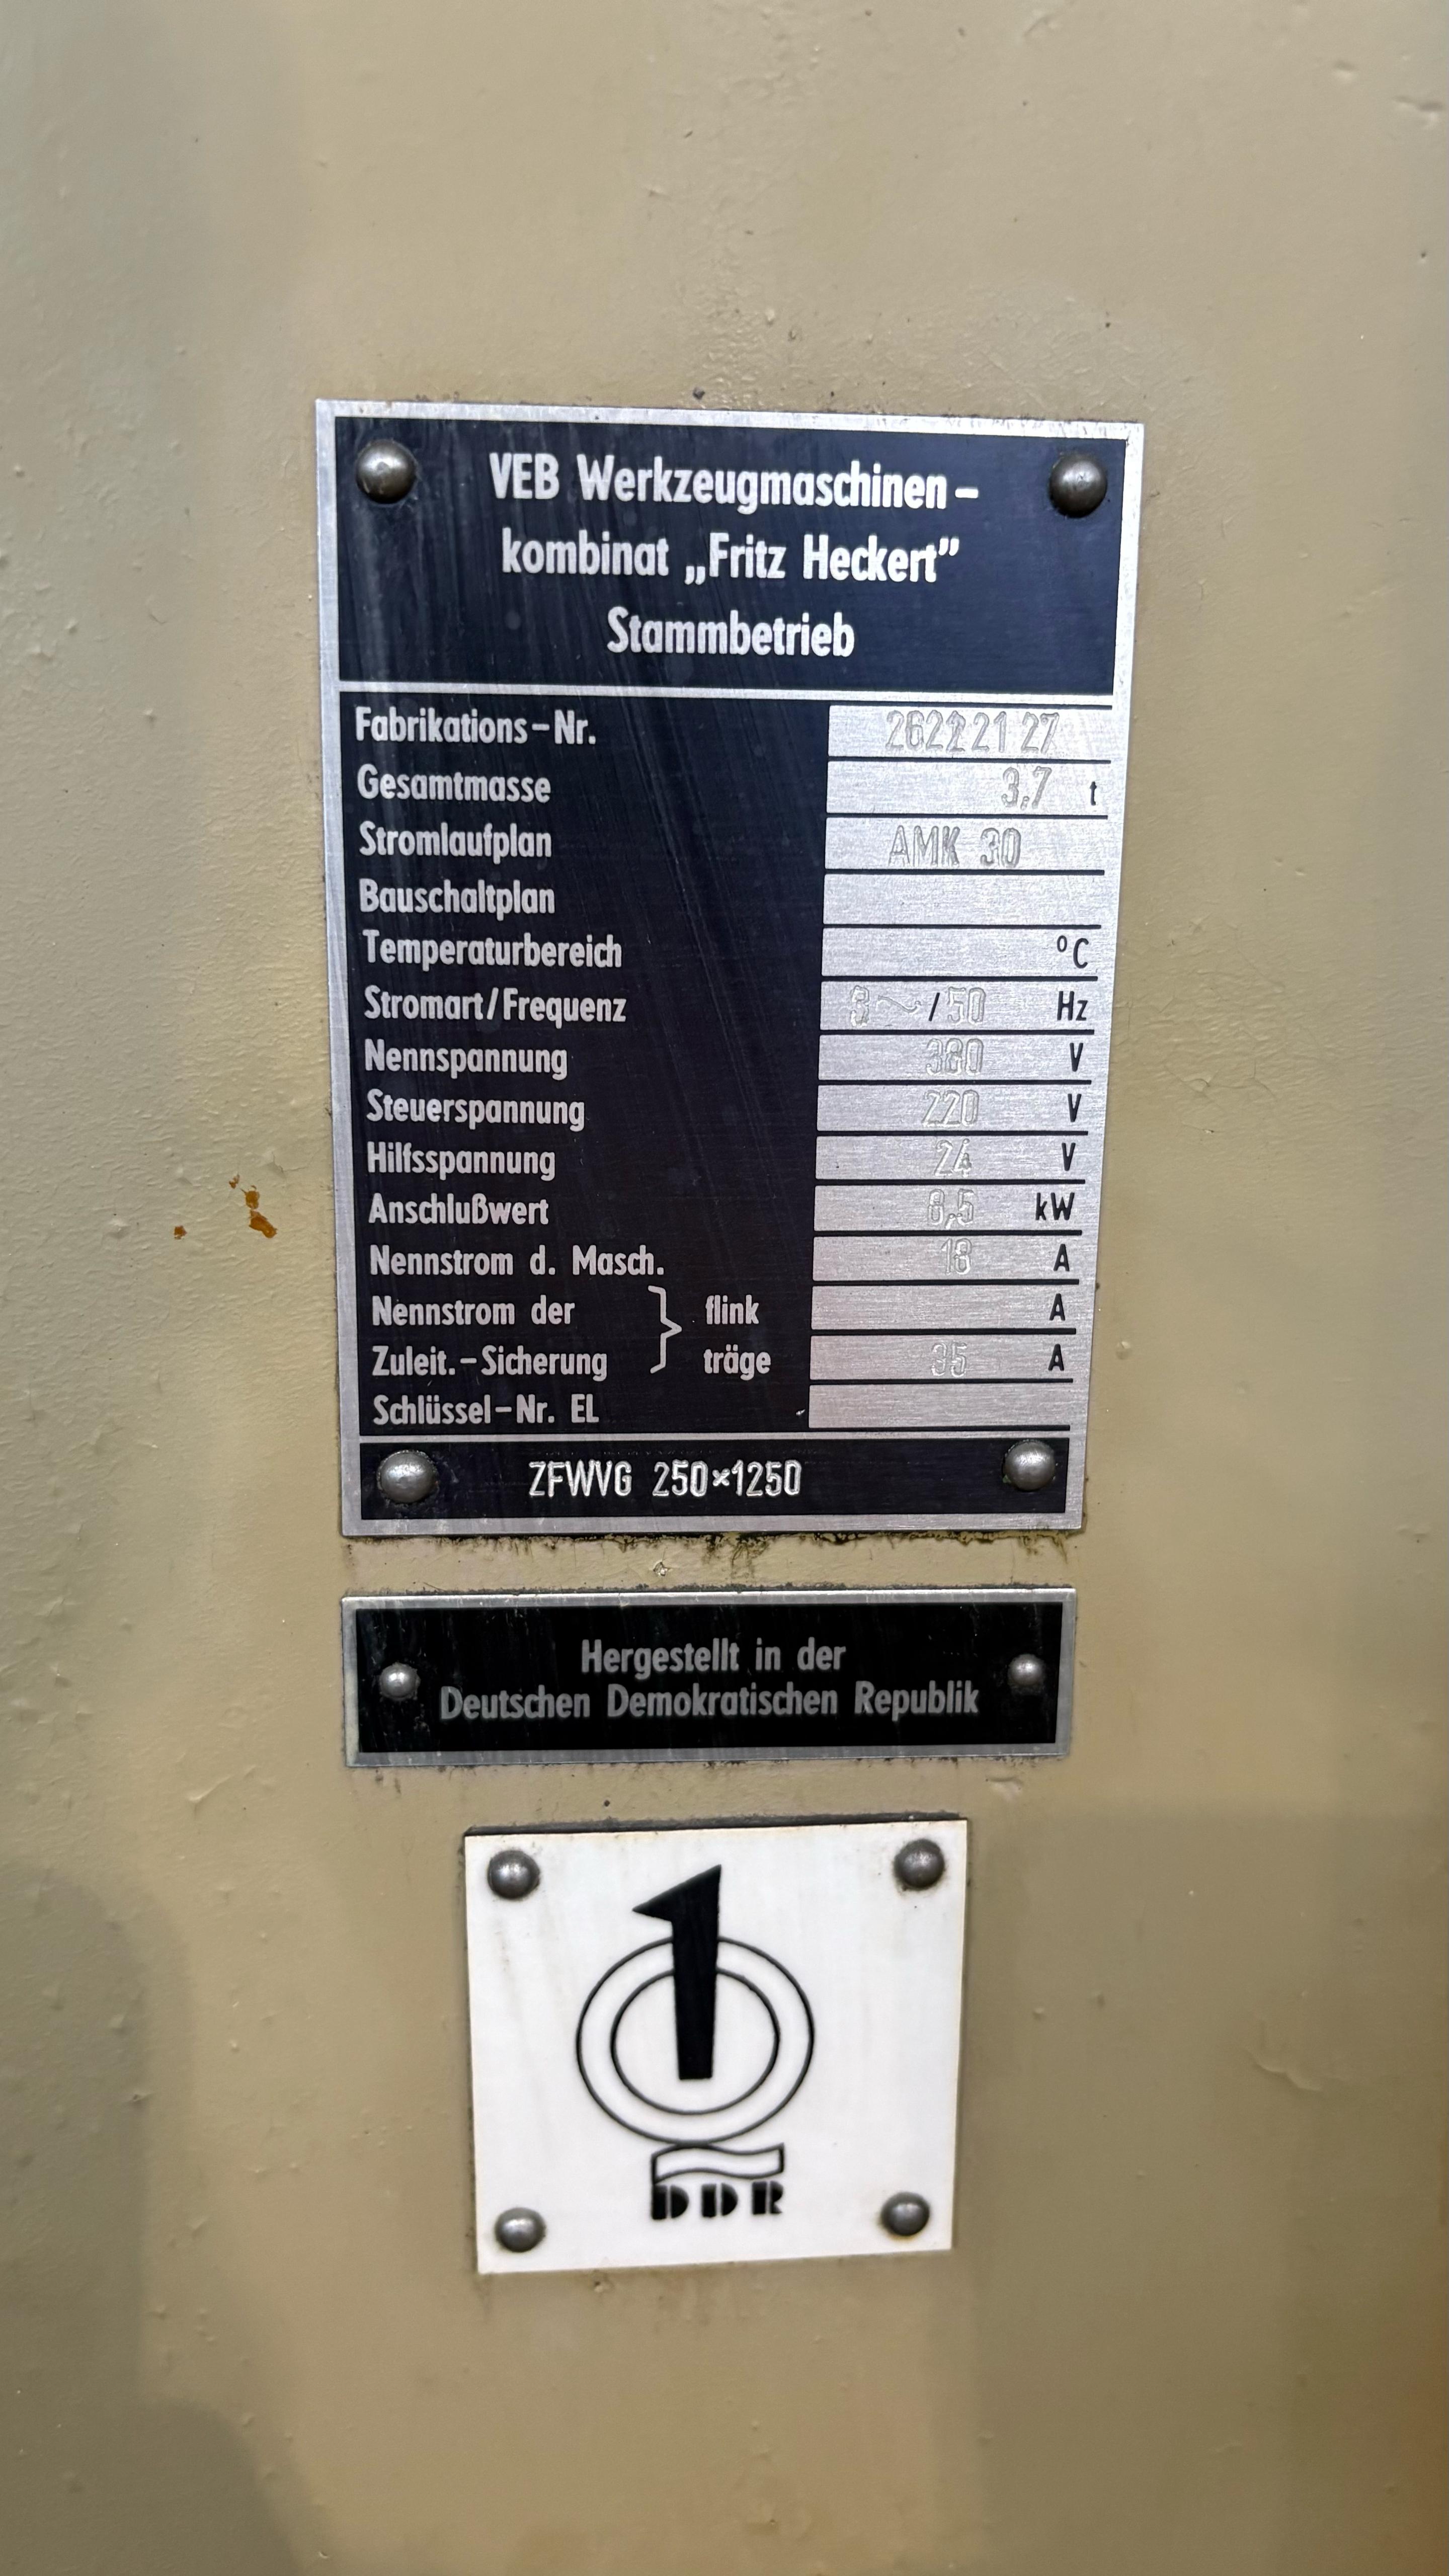 VEB Werkzeugmaschinen-
kombinat „Fritz Heckert”
Stammbetrieb
Fabrikations-Nr.
Gesamtmasse 3,7 t
Stromlaufplan AMK 30
Bauschaltplan
Temperaturbereich °C
Stromart/Frequenz 3~/50 Hz
Nennspannung 380 V
Steuerspannung 220 V
Hilfsspannung 24 V
Anschlußwert kW
Nennstrom d. Masch. 18 A
Nennstrom der } flink A
Zuleit.-Sicherung träge 35 A
Schlüssel-Nr. EL
ZFWVG 250×1250
Hergestellt in der
Deutschen Demokratischen Republik
1
DDR